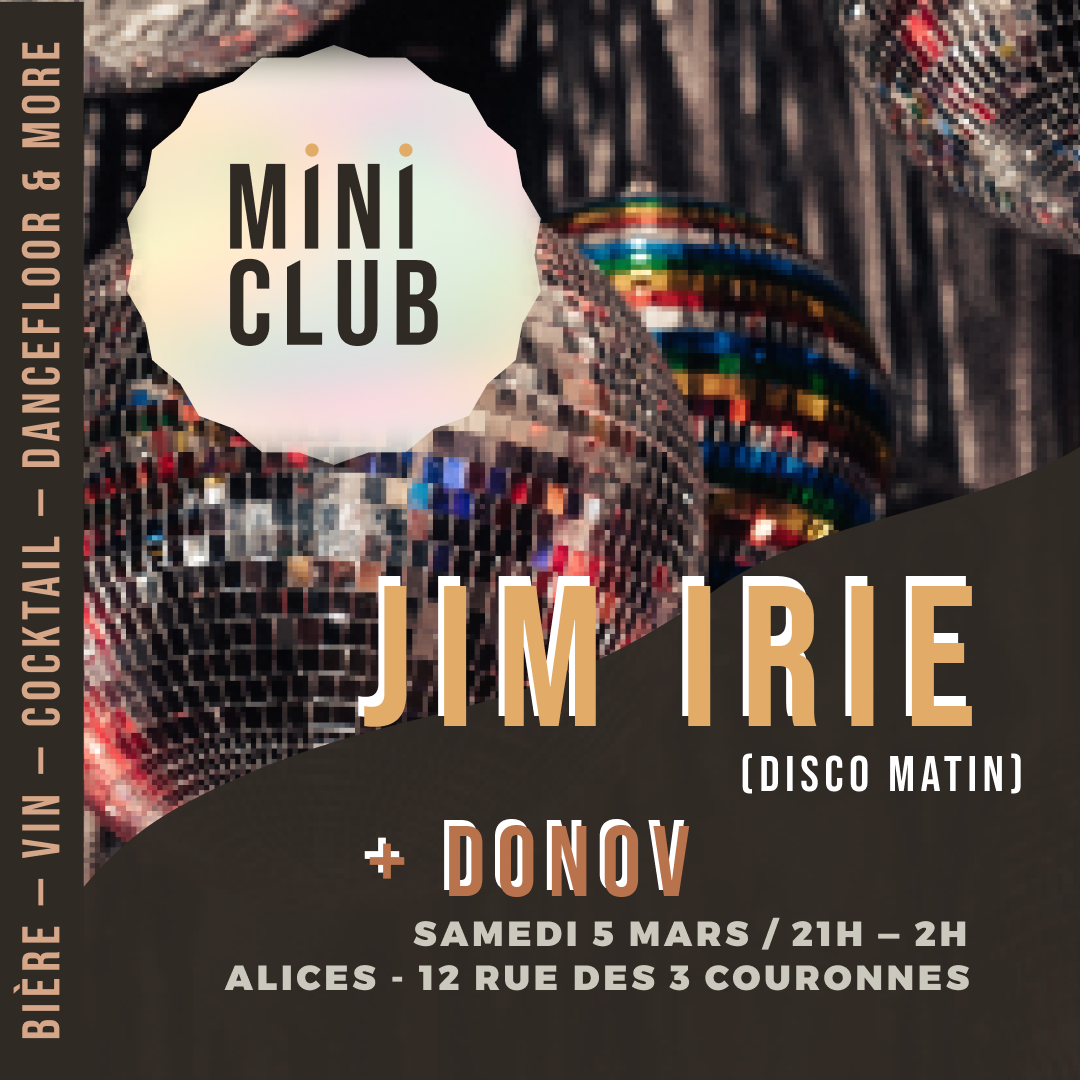 BIÈRE – VIN – COCKTAIL – DANCEFLOOR & MORE
MiNi
CLUB
JIM IRIE
(DISCO MATIN)
+ DONOV
SAMEDI 5 MARS / 21H – 2H
ALICES - 12 RUE DES 3 COURONNES